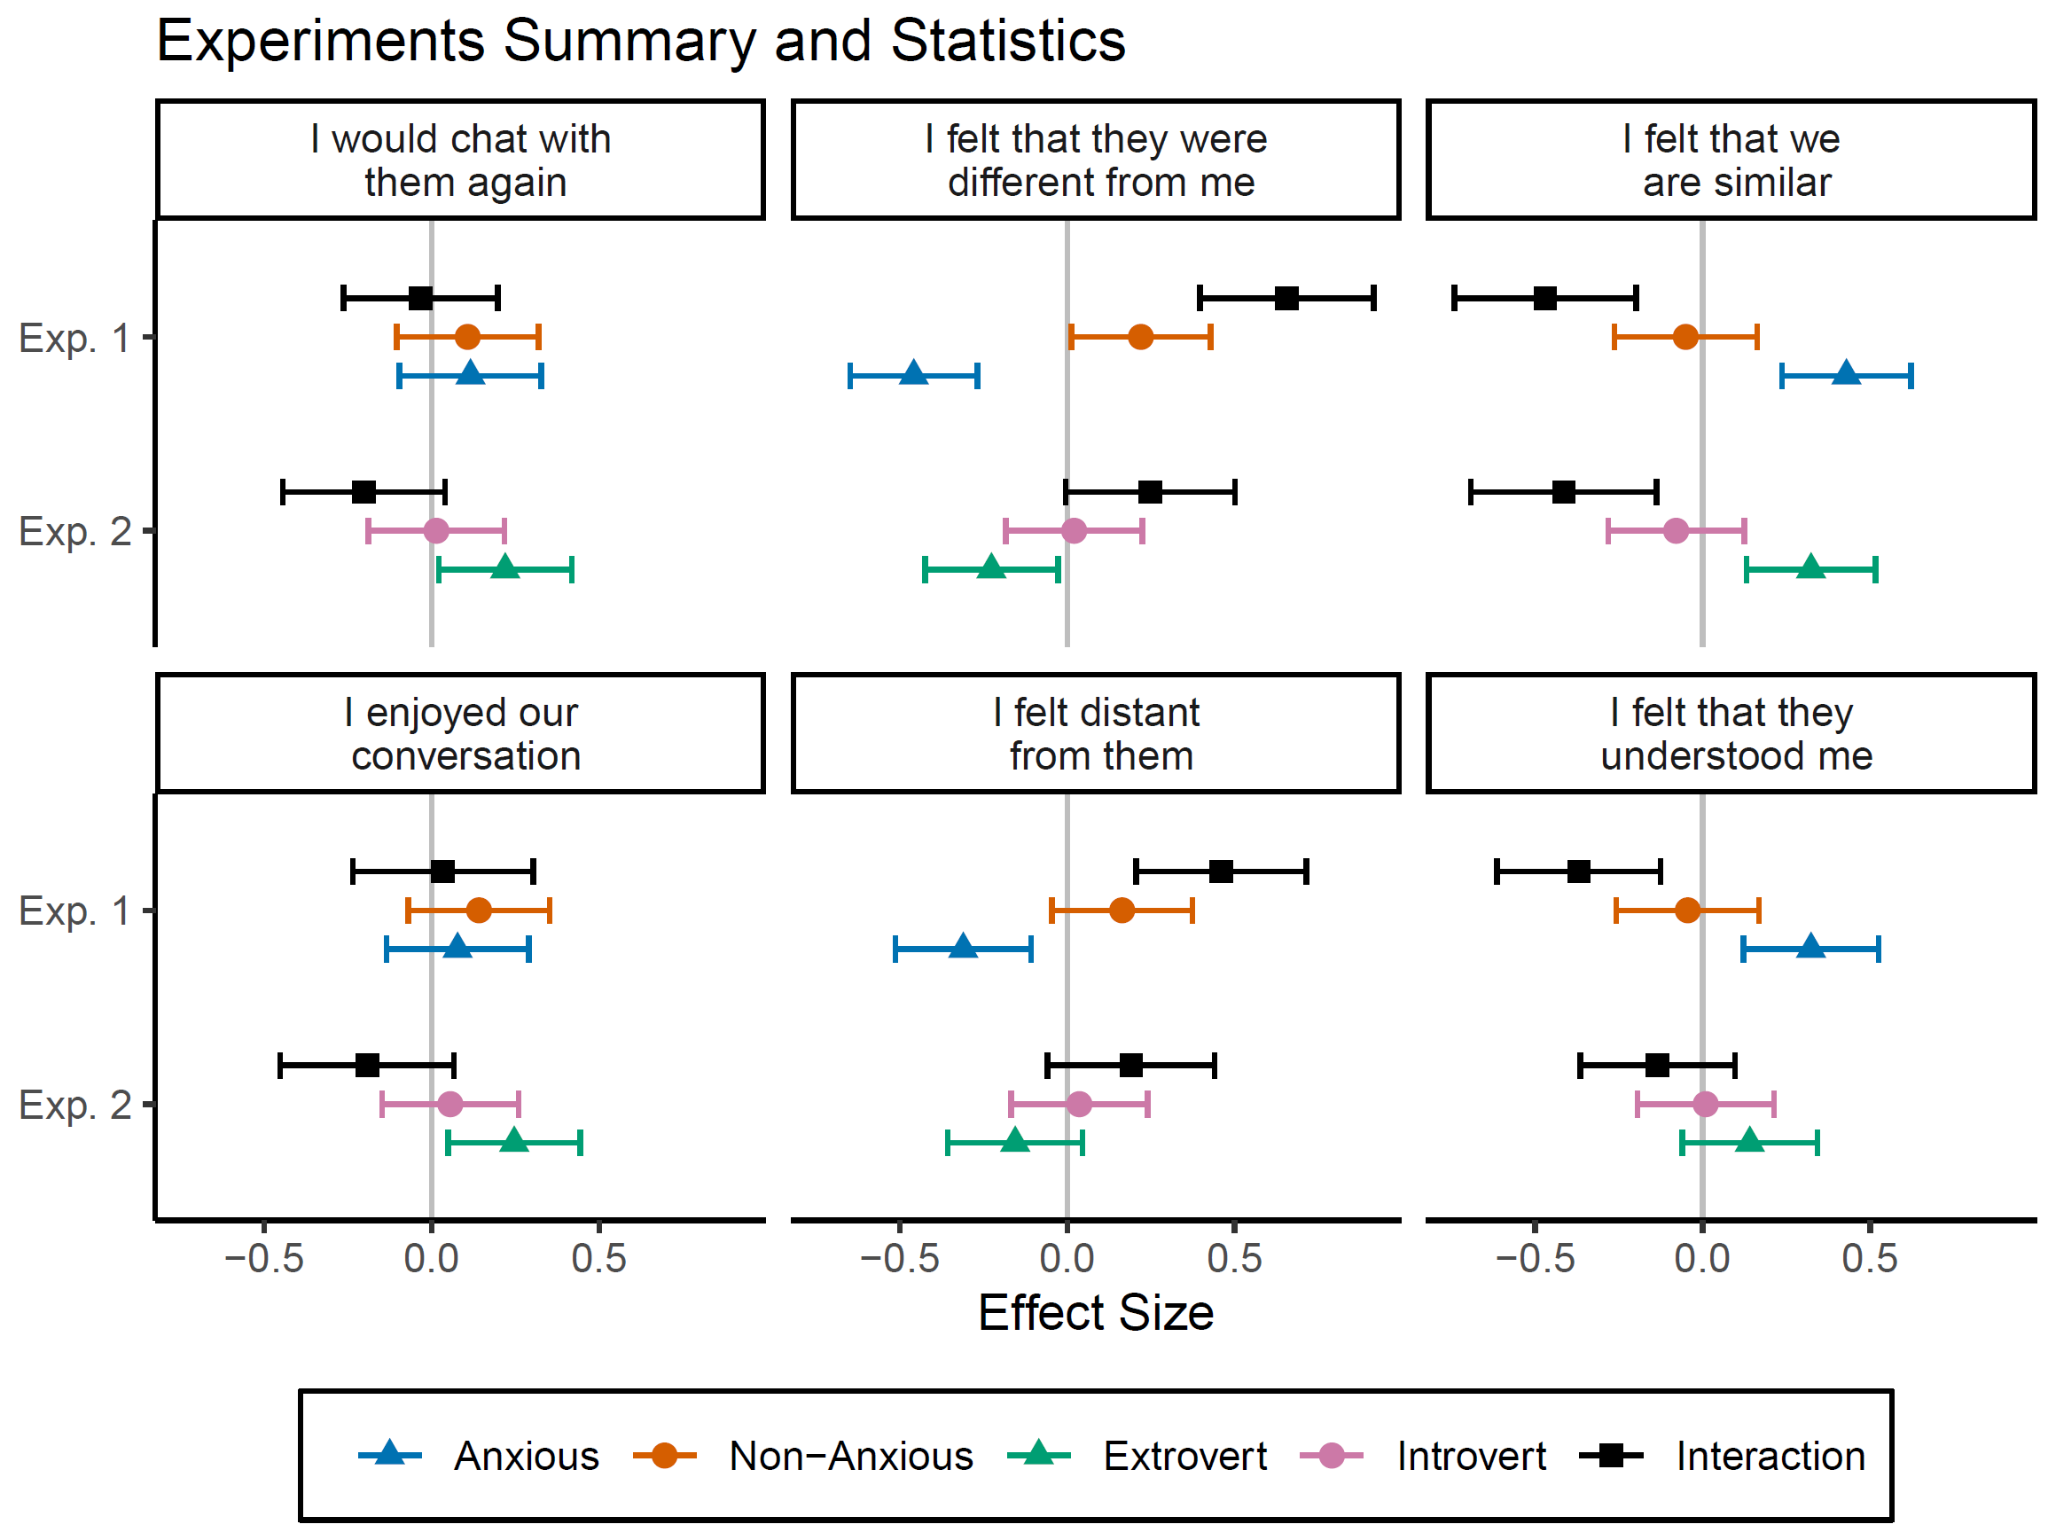 Experiments Summary and Statistics
I would chat with
them again
I felt that they were
different from me
I felt that we
are similar
Exp. 1
Exp. 2
I enjoyed our
conversation
I felt distant
from them
I felt that they
understood me
Exp. 1
Exp. 2
−0.5 0.0 0.5 −0.5 0.0 0.5 −0.5 0.0 0.5
Effect Size
Anxious Non−Anxious Extrovert Introvert Interaction